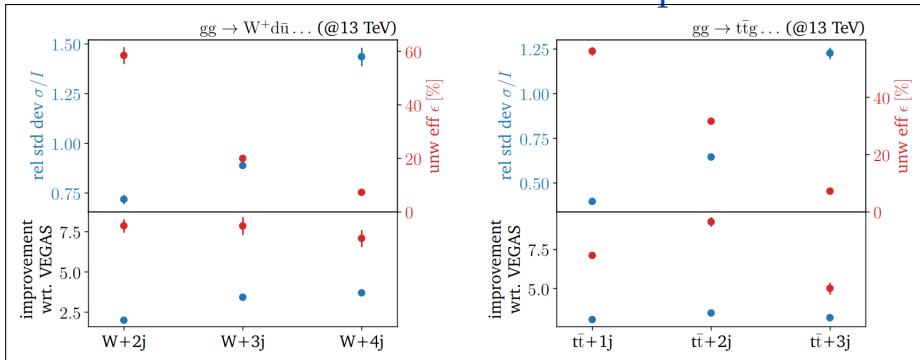 gg → W⁺dū … (@13 TeV)
1.50
1.25
1.00
0.75
rel std dev σ/I
60
40
20
0
unw eff ϵ [%]
7.5
5.0
2.5
improvement
wrt. VEGAS
W+2j
W+3j
W+4j
gg → tt̄g … (@13 TeV)
1.25
1.00
0.75
0.50
rel std dev σ/I
40
20
0
unw eff ϵ [%]
7.5
5.0
improvement
wrt. VEGAS
tt̄+1j
tt̄+2j
tt̄+3j